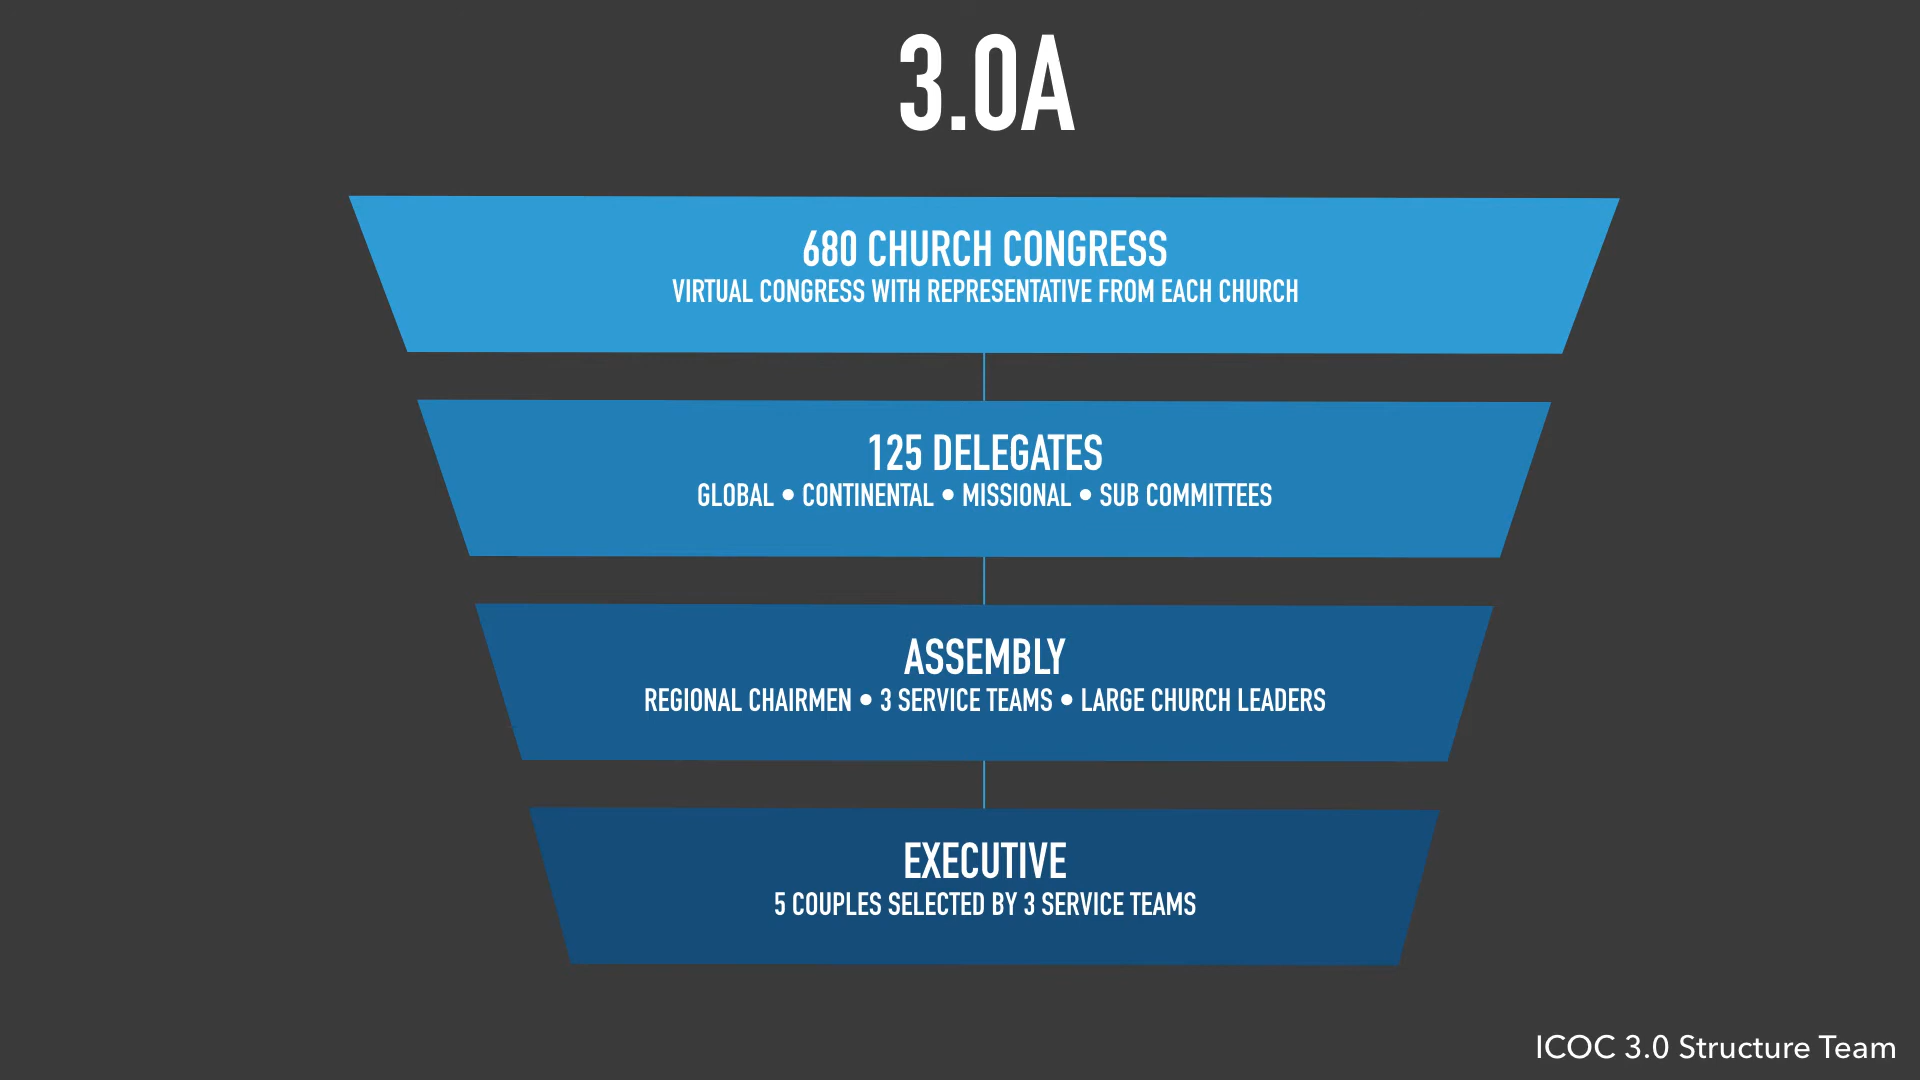 3.0A
680 CHURCH CONGRESS
VIRTUAL CONGRESS WITH REPRESENTATIVE FROM EACH CHURCH
125 DELEGATES
GLOBAL • CONTINENTAL • MISSIONAL • SUB COMMITTEES
ASSEMBLY
REGIONAL CHAIRMEN • 3 SERVICE TEAMS • LARGE CHURCH LEADERS
EXECUTIVE
5 COUPLES SELECTED BY 3 SERVICE TEAMS
ICOC 3.0 Structure Team